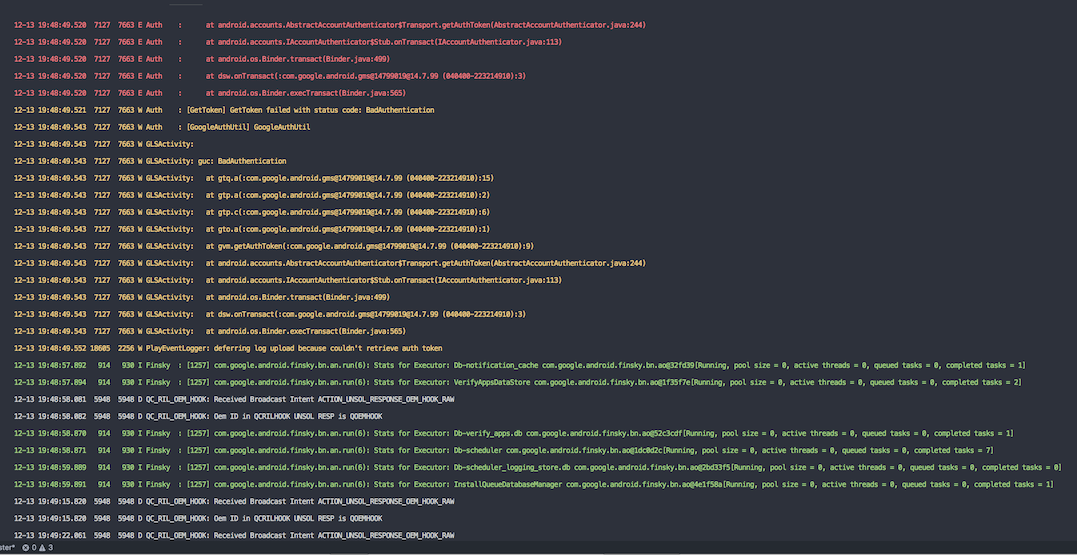 12-13 19:48:49.520  7127  7663 E Auth    :     at android.accounts.AbstractAccountAuthenticator$Transport.getAuthToken(AbstractAccountAuthenticator.java:244)
12-13 19:48:49.520  7127  7663 E Auth    :     at android.accounts.IAccountAuthenticator$Stub.onTransact(IAccountAuthenticator.java:113)
12-13 19:48:49.520  7127  7663 E Auth    :     at android.os.Binder.transact(Binder.java:499)
12-13 19:48:49.520  7127  7663 E Auth    :     at dsw.onTransact(:com.google.android.gms@14799019@14.7.99 (040400-223214910):3)
12-13 19:48:49.520  7127  7663 E Auth    :     at android.os.Binder.execTransact(Binder.java:565)
12-13 19:48:49.521  7127  7663 W Auth    : [GetToken] GetToken failed with status code: BadAuthentication
12-13 19:48:49.543  7127  7663 W Auth    : [GoogleAuthUtil] GoogleAuthUtil
12-13 19:48:49.543  7127  7663 W GLSActivity:
12-13 19:48:49.543  7127  7663 W GLSActivity: guc: BadAuthentication
12-13 19:48:49.543  7127  7663 W GLSActivity:   at gtq.a(:com.google.android.gms@14799019@14.7.99 (040400-223214910):15)
12-13 19:48:49.543  7127  7663 W GLSActivity:   at gtp.a(:com.google.android.gms@14799019@14.7.99 (040400-223214910):2)
12-13 19:48:49.543  7127  7663 W GLSActivity:   at gtp.c(:com.google.android.gms@14799019@14.7.99 (040400-223214910):6)
12-13 19:48:49.543  7127  7663 W GLSActivity:   at gto.a(:com.google.android.gms@14799019@14.7.99 (040400-223214910):1)
12-13 19:48:49.543  7127  7663 W GLSActivity:   at gvm.getAuthToken(:com.google.android.gms@14799019@14.7.99 (040400-223214910):9)
12-13 19:48:49.543  7127  7663 W GLSActivity:   at android.accounts.AbstractAccountAuthenticator$Transport.getAuthToken(AbstractAccountAuthenticator.java:244)
12-13 19:48:49.543  7127  7663 W GLSActivity:   at android.accounts.IAccountAuthenticator$Stub.onTransact(IAccountAuthenticator.java:113)
12-13 19:48:49.543  7127  7663 W GLSActivity:   at android.os.Binder.transact(Binder.java:499)
12-13 19:48:49.543  7127  7663 W GLSActivity:   at dsw.onTransact(:com.google.android.gms@14799019@14.7.99 (040400-223214910):3)
12-13 19:48:49.543  7127  7663 W GLSActivity:   at android.os.Binder.execTransact(Binder.java:565)
12-13 19:48:49.552 18605  2256 W PlayEventLogger: deferring log upload because couldn't retrieve auth token
12-13 19:48:57.892   914   930 I Finsky  : [1257] com.google.android.finsky.bn.an.run(6): Stats for Executor: Db-notification_cache com.google.android.finsky.bn.ao@32fd39[Running, pool size = 0, active threads = 0, queued tasks = 0, completed tasks = 1]
12-13 19:48:57.894   914   930 I Finsky  : [1257] com.google.android.finsky.bn.an.run(6): Stats for Executor: VerifyAppsDataStore com.google.android.finsky.bn.ao@1f35f7e[Running, pool size = 0, active threads = 0, queued tasks = 0, completed tasks = 2]
12-13 19:48:58.081  5948  5948 D QC_RIL_OEM_HOOK: Received Broadcast Intent ACTION_UNSOL_RESPONSE_OEM_HOOK_RAW
12-13 19:48:58.082  5948  5948 D QC_RIL_OEM_HOOK: Oem ID in QCRILHOOK UNSOL RESP is QOEMHOOK
12-13 19:48:58.870   914   930 I Finsky  : [1257] com.google.android.finsky.bn.an.run(6): Stats for Executor: Db-verify_apps.db com.google.android.finsky.bn.ao@52c3cdf[Running, pool size = 0, active threads = 0, queued tasks = 0, completed tasks = 1]
12-13 19:48:58.871   914   930 I Finsky  : [1257] com.google.android.finsky.bn.an.run(6): Stats for Executor: Db-scheduler com.google.android.finsky.bn.ao@1dc0d2c[Running, pool size = 0, active threads = 0, queued tasks = 0, completed tasks = 7]
12-13 19:48:59.889   914   930 I Finsky  : [1257] com.google.android.finsky.bn.an.run(6): Stats for Executor: Db-scheduler_logging_store.db com.google.android.finsky.bn.ao@2bd33f5[Running, pool size = 0, active threads = 0, queued tasks = 0, completed tasks = 0]
12-13 19:48:59.891   914   930 I Finsky  : [1257] com.google.android.finsky.bn.an.run(6): Stats for Executor: InstallQueueDatabaseManager com.google.android.finsky.bn.ao@4e1f58a[Running, pool size = 0, active threads = 0, queued tasks = 0, completed tasks = 1]
12-13 19:49:15.820  5948  5948 D QC_RIL_OEM_HOOK: Received Broadcast Intent ACTION_UNSOL_RESPONSE_OEM_HOOK_RAW
12-13 19:49:15.820  5948  5948 D QC_RIL_OEM_HOOK: Oem ID in QCRILHOOK UNSOL RESP is QOEMHOOK
12-13 19:49:22.061  5948  5948 D QC_RIL_OEM_HOOK: Received Broadcast Intent ACTION_UNSOL_RESPONSE_OEM_HOOK_RAW
ster* 0 3